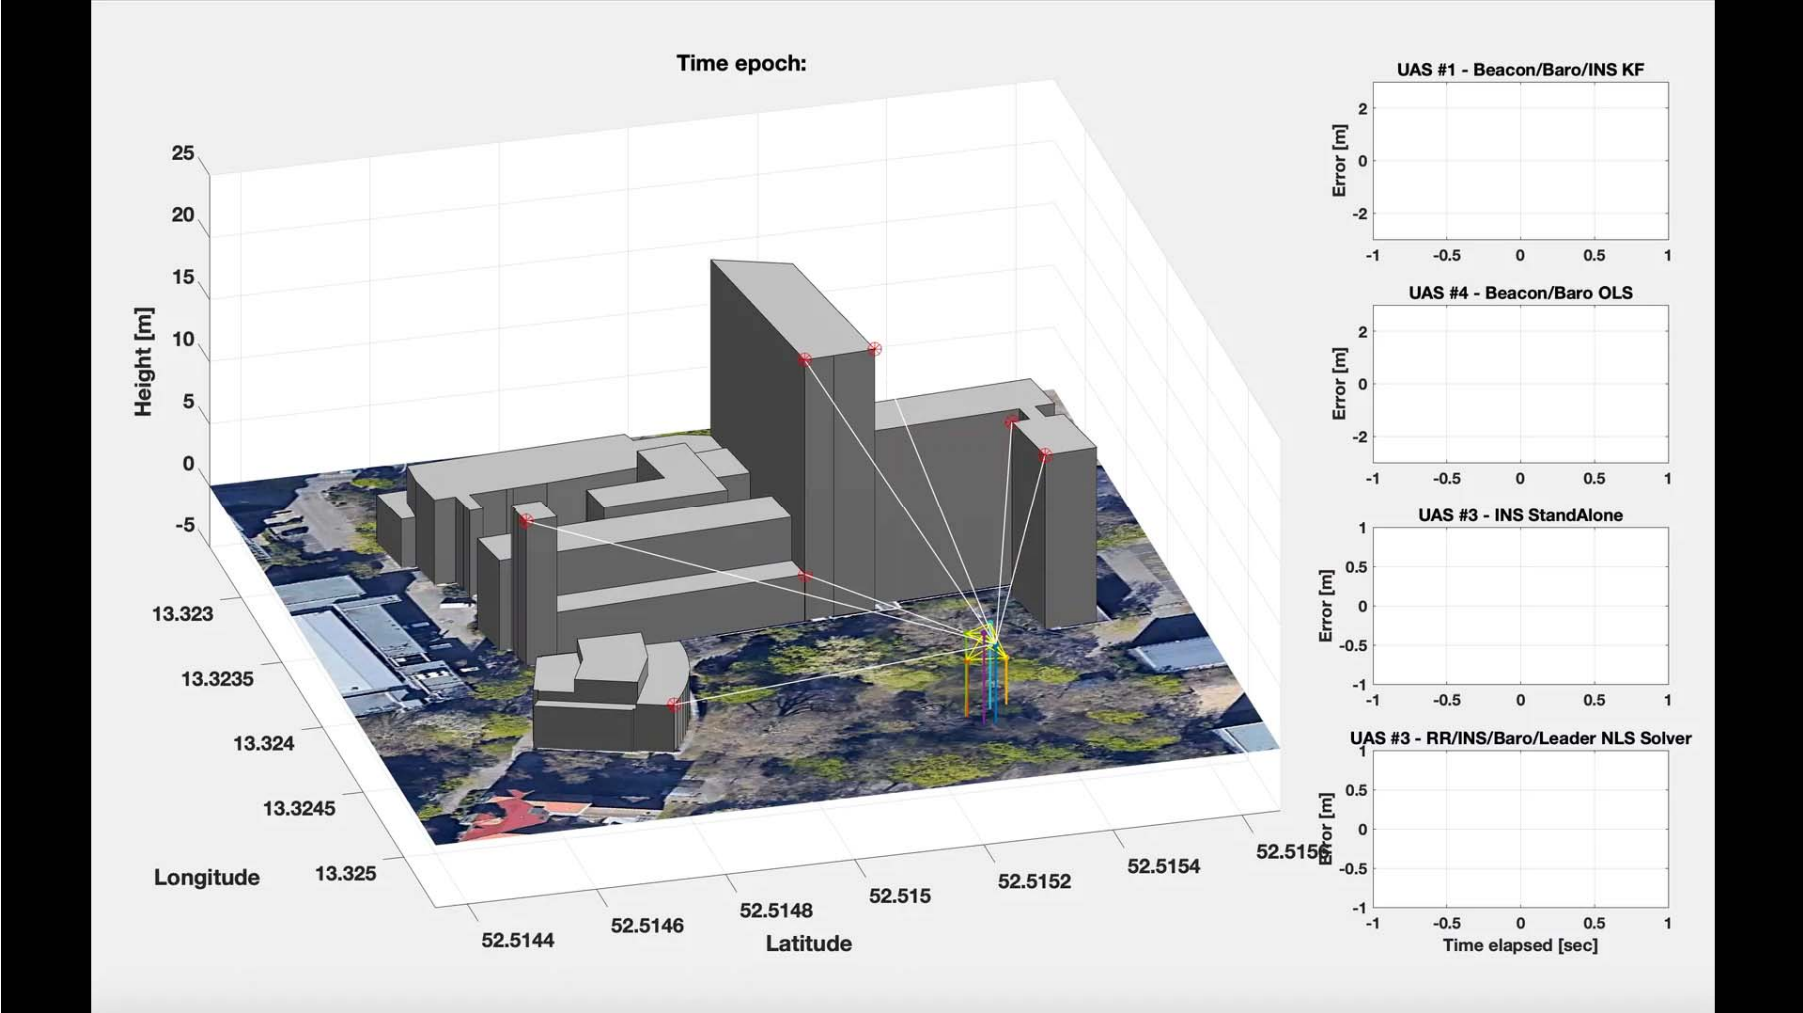 Time epoch:
25
20
15
10
5
0
-5
Height [m]
13.323
13.3235
13.324
13.3245
13.325
Longitude
52.5144
52.5146
52.5148
52.515
52.5152
52.5154
52.5156
Latitude
UAS #1 - Beacon/Baro/INS KF
Error [m]
2
0
-2
-1 -0.5 0 0.5 1
UAS #4 - Beacon/Baro OLS
Error [m]
2
0
-2
-1 -0.5 0 0.5 1
UAS #3 - INS StandAlone
Error [m]
1
0.5
0
-0.5
-1
-1 -0.5 0 0.5 1
UAS #3 - RR/INS/Baro/Leader NLS Solver
Error [m]
1
0.5
0
-0.5
-1
-1 -0.5 0 0.5 1
Time elapsed [sec]